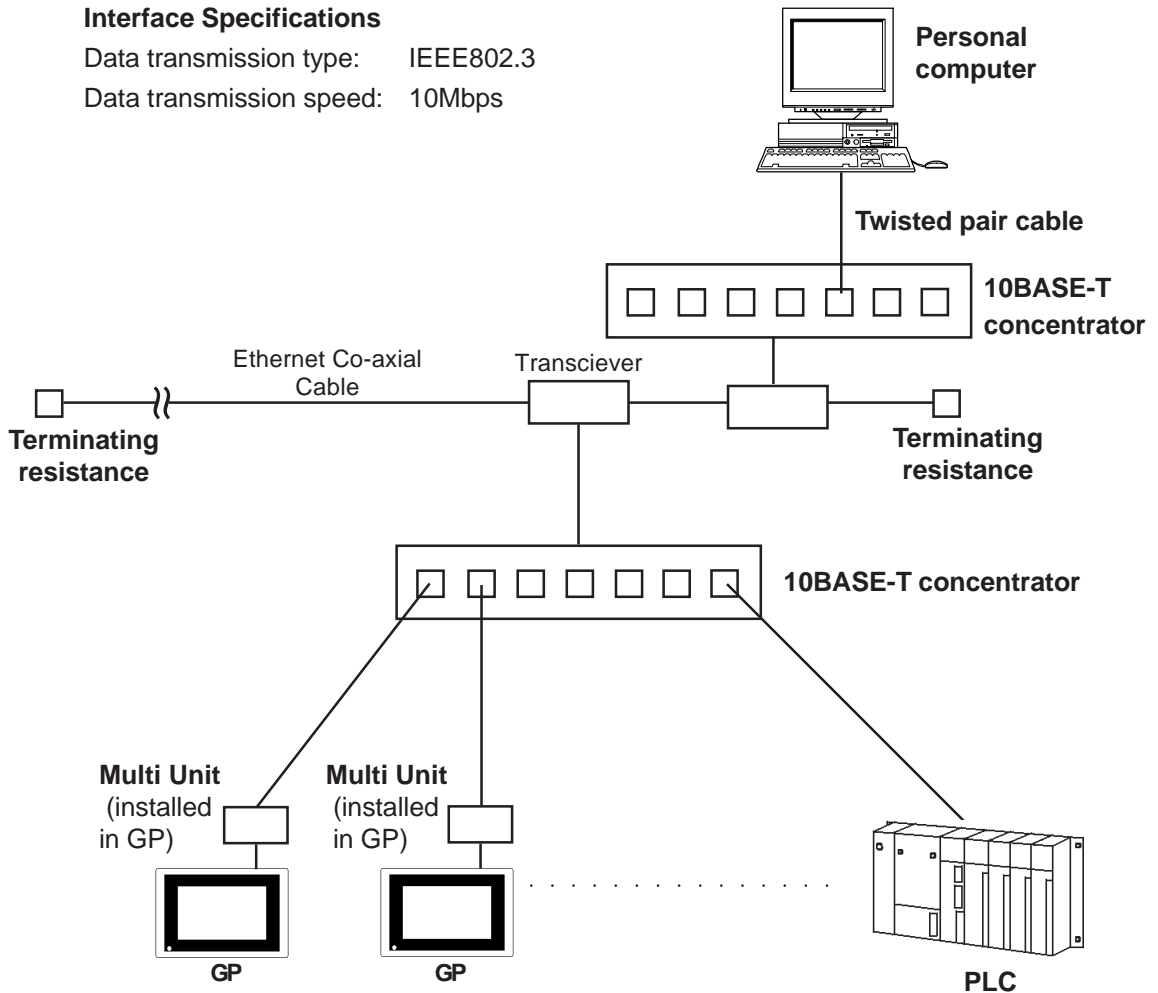 Interface Specifications
Data transmission type: IEEE802.3
Data transmission speed: 10Mbps
Personal
computer
Twisted pair cable
10BASE-T
concentrator
Ethernet Co-axial
Cable
Transciever
Terminating
resistance
Terminating
resistance
10BASE-T concentrator
Multi Unit
(installed
in GP)
Multi Unit
(installed
in GP)
GP
GP
PLC